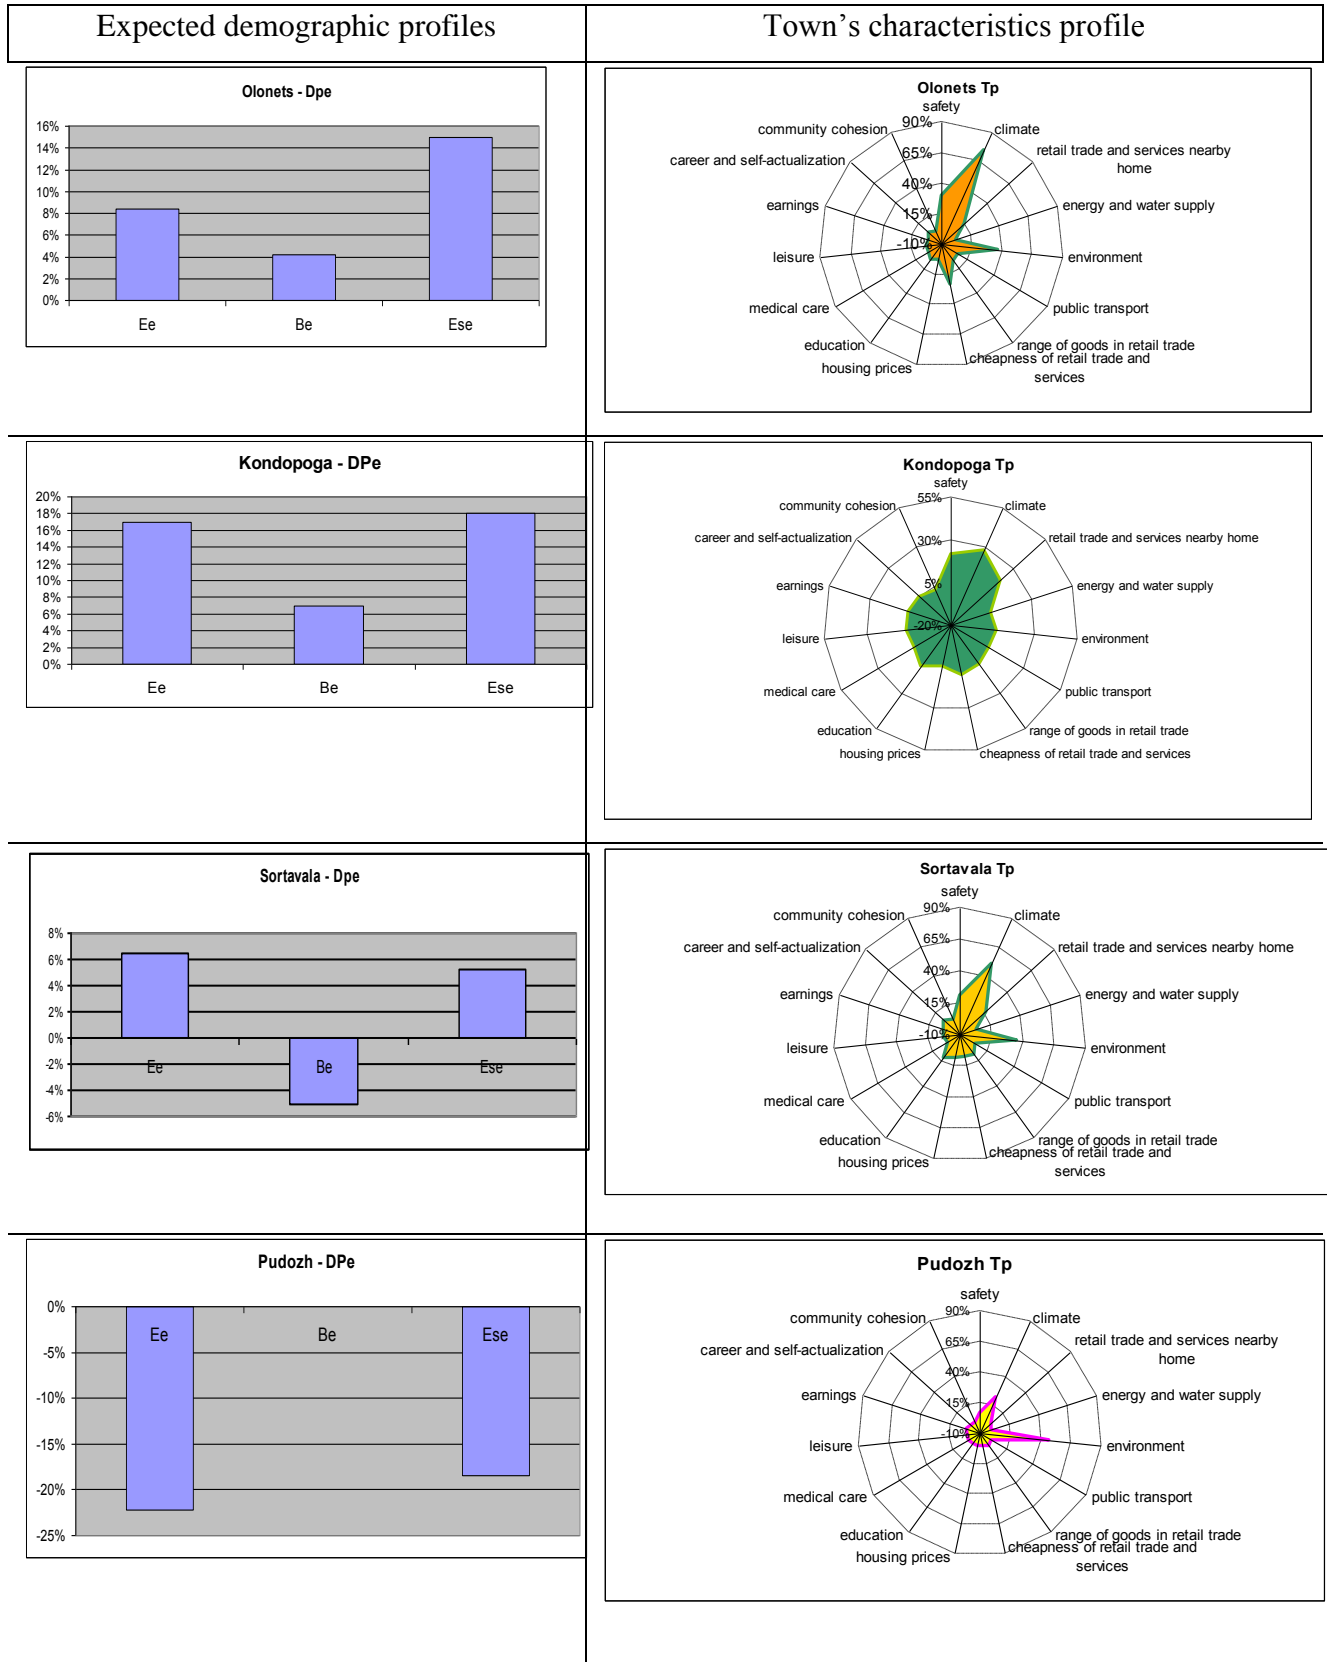 Expected demographic profiles
Town's characteristics profile
Olonets - Dpe
16%
14%
12%
10%
8%
6%
4%
2%
0%
Ee Be Ese
Olonets Tp
safety
90%
65%
40%
15%
-10%
climate
retail trade and services nearby
home
energy and water supply
environment
public transport
range of goods in retail trade
cheapness of retail trade and
services
housing prices
education
medical care
leisure
earnings
career and self-actualization
community cohesion
Kondopoga - DPe
20%
18%
16%
14%
12%
10%
8%
6%
4%
2%
0%
Ee Be Ese
Kondopoga Tp
safety
55%
30%
5%
-20%
climate
retail trade and services nearby home
energy and water supply
environment
public transport
range of goods in retail trade
cheapness of retail trade and services
housing prices
education
medical care
leisure
earnings
career and self-actualization
community cohesion
Sortavala - Dpe
8%
6%
4%
2%
0%
-2%
-4%
-6%
Ee Be Ese
Sortavala Tp
safety
90%
65%
40%
15%
-10%
climate
retail trade and services nearby home
energy and water supply
environment
public transport
range of goods in retail trade
cheapness of retail trade and
services
housing prices
education
medical care
leisure
earnings
career and self-actualization
community cohesion
Pudozh - DPe
0%
-5%
-10%
-15%
-20%
-25%
Ee Be Ese
Pudozh Tp
safety
90%
65%
40%
15%
-10%
climate
retail trade and services nearby
home
energy and water supply
environment
public transport
range of goods in retail trade
cheapness of retail trade and
services
housing prices
education
medical care
leisure
earnings
career and self-actualization
community cohesion